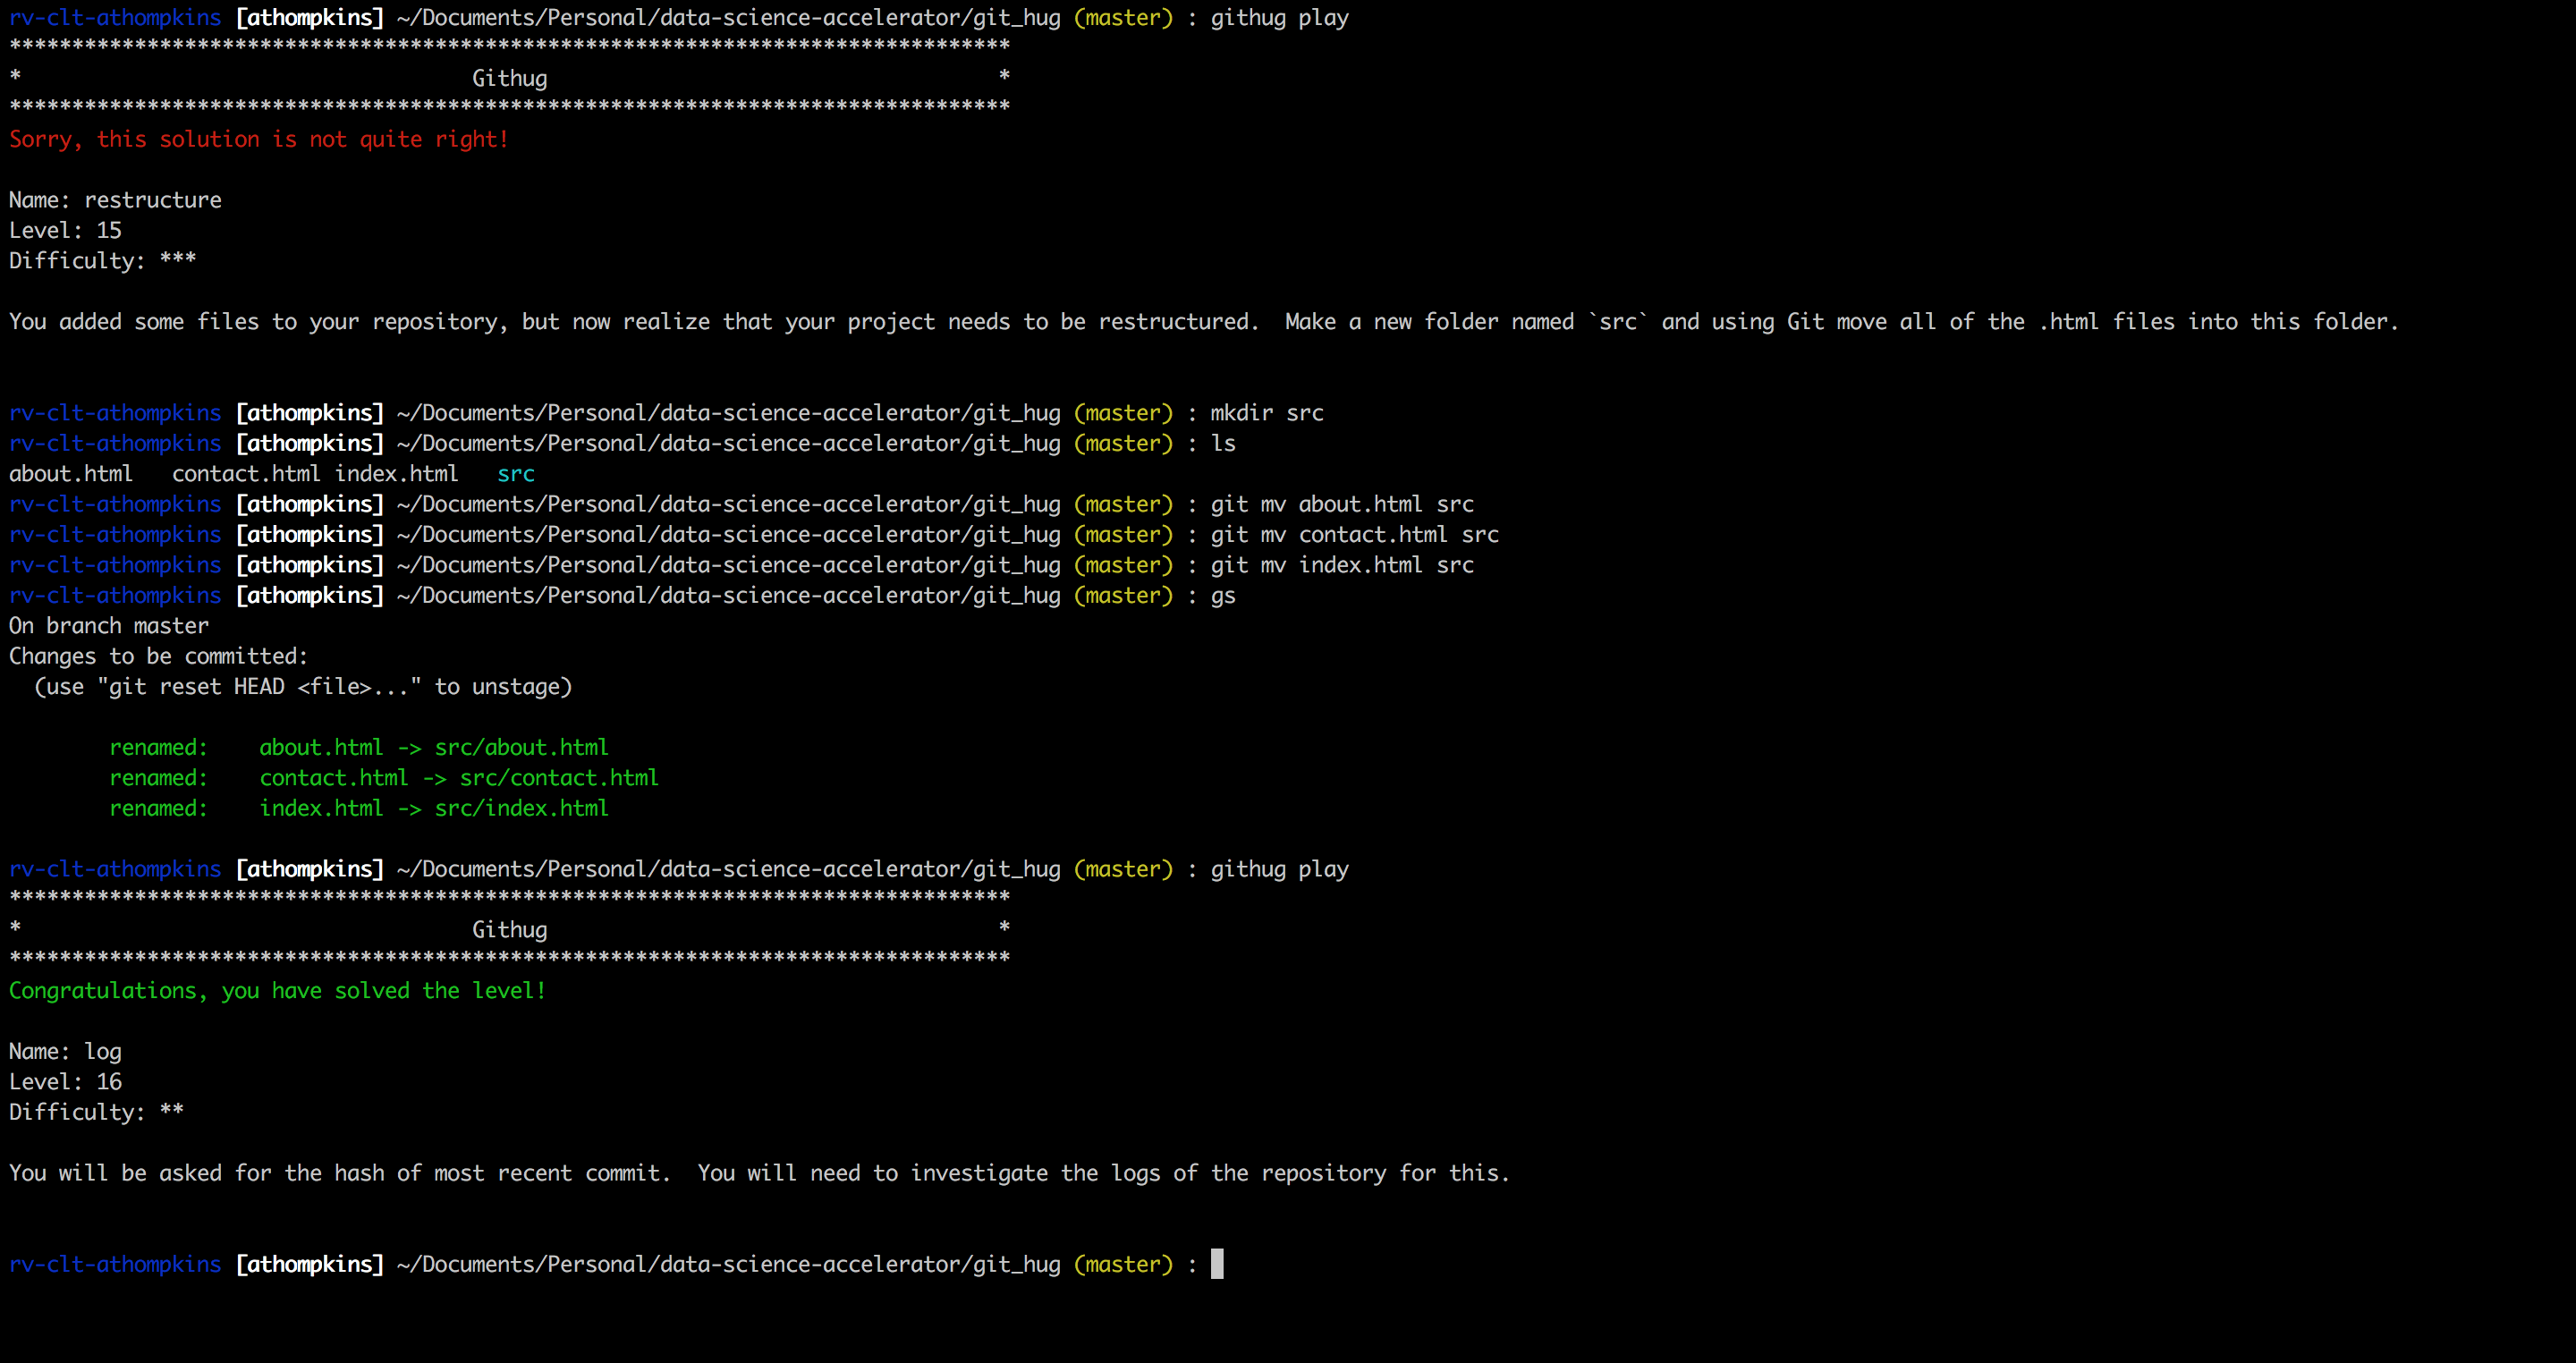 rv-clt-athompkins [athompkins] ~/Documents/Personal/data-science-accelerator/git_hug (master) : githug play
********************************************************************************
*                                    Githug                                    *
********************************************************************************
Sorry, this solution is not quite right!
Name: restructure
Level: 15
Difficulty: ***
You added some files to your repository, but now realize that your project needs to be restructured.  Make a new folder named `src` and using Git move all of the .html files into this folder.
rv-clt-athompkins [athompkins] ~/Documents/Personal/data-science-accelerator/git_hug (master) : mkdir src
rv-clt-athompkins [athompkins] ~/Documents/Personal/data-science-accelerator/git_hug (master) : ls
about.html   contact.html index.html   src
rv-clt-athompkins [athompkins] ~/Documents/Personal/data-science-accelerator/git_hug (master) : git mv about.html src
rv-clt-athompkins [athompkins] ~/Documents/Personal/data-science-accelerator/git_hug (master) : git mv contact.html src
rv-clt-athompkins [athompkins] ~/Documents/Personal/data-science-accelerator/git_hug (master) : git mv index.html src
rv-clt-athompkins [athompkins] ~/Documents/Personal/data-science-accelerator/git_hug (master) : gs
On branch master
Changes to be committed:
  (use "git reset HEAD <file>..." to unstage)
        renamed:    about.html -> src/about.html
        renamed:    contact.html -> src/contact.html
        renamed:    index.html -> src/index.html
rv-clt-athompkins [athompkins] ~/Documents/Personal/data-science-accelerator/git_hug (master) : githug play
********************************************************************************
*                                    Githug                                    *
********************************************************************************
Congratulations, you have solved the level!
Name: log
Level: 16
Difficulty: **
You will be asked for the hash of most recent commit.  You will need to investigate the logs of the repository for this.
rv-clt-athompkins [athompkins] ~/Documents/Personal/data-science-accelerator/git_hug (master) :